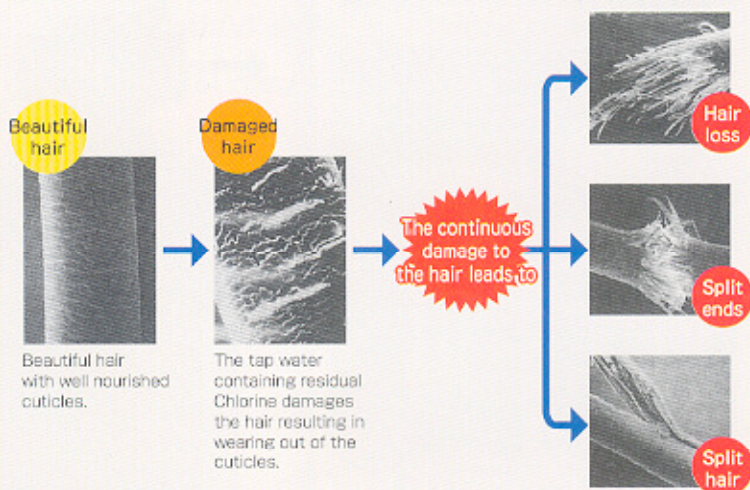 Beautiful
hair
Damaged
hair
Beautiful hair
with well nourished
cuticles.
The tap water
containing residual
Chlorine damages
the hair resulting in
wearing out of the
cuticles.
The continuous
damage to
the hair leads to
Hair
loss
Split
ends
Split
hair